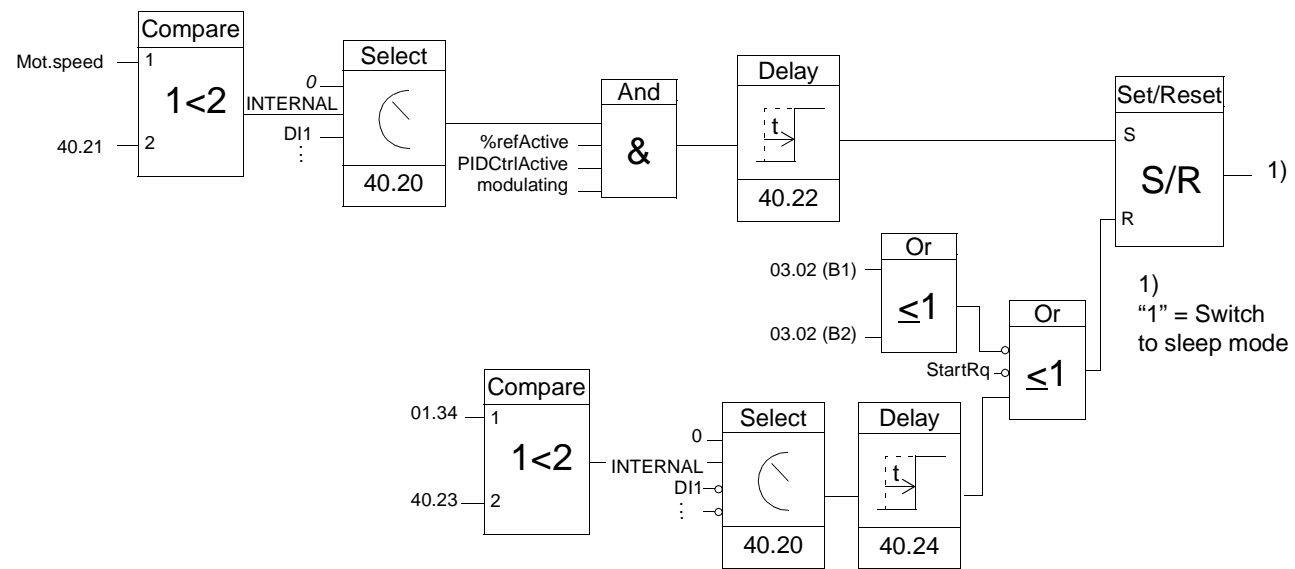 Compare
Mot.speed
1
1<2
40.21
2
0
INTERNAL
DI1
⋮
Select
40.20
%refActive
PIDCtrlActive
modulating
And
&
Delay
t
40.22
Set/Reset
S
S/R
R
1)
03.02 (B1)
03.02 (B2)
Or
≤1
StartRq
Or
≤1
1)
“1” = Switch
to sleep mode
Compare
01.34
1
1<2
40.23
2
0
INTERNAL
DI1
⋮
Select
40.20
Delay
t
40.24